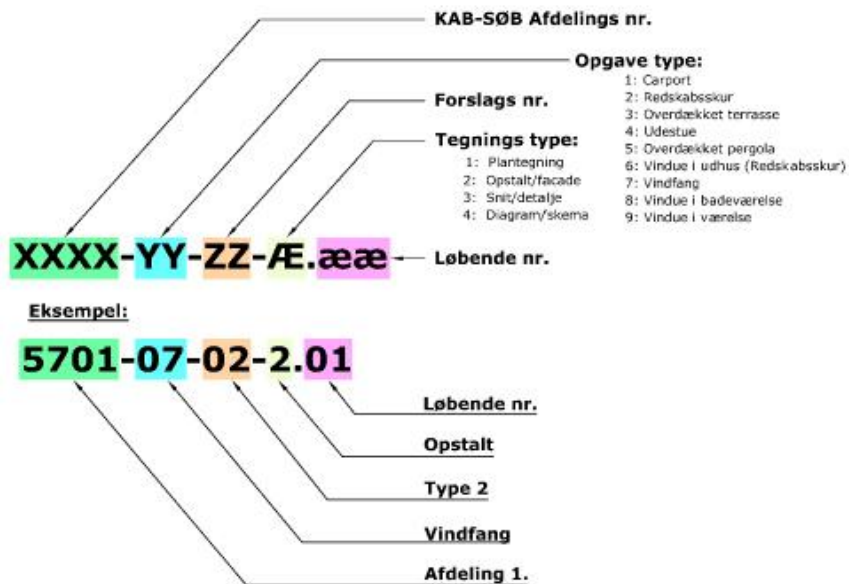 KAB-SØB Afdelings nr.
Opgave type:
1: Carport
2: Redskabsskur
3: Overdækket terrasse
4: Udestue
5: Overdækket pergola
6: Vindue i udhus (Redskabsskur)
7: Vindfang
8: Vindue i badeværelse
9: Vindue i værelse
Forslags nr.
Tegnings type:
1: Plantegning
2: Opstalt/facade
3: Snit/detalje
4: Diagram/skema
XXXX-YY-ZZ-Æ.ææ
Løbende nr.
Eksempel:
5701-07-02-2.01
Løbende nr.
Opstalt
Type 2
Vindfang
Afdeling 1.